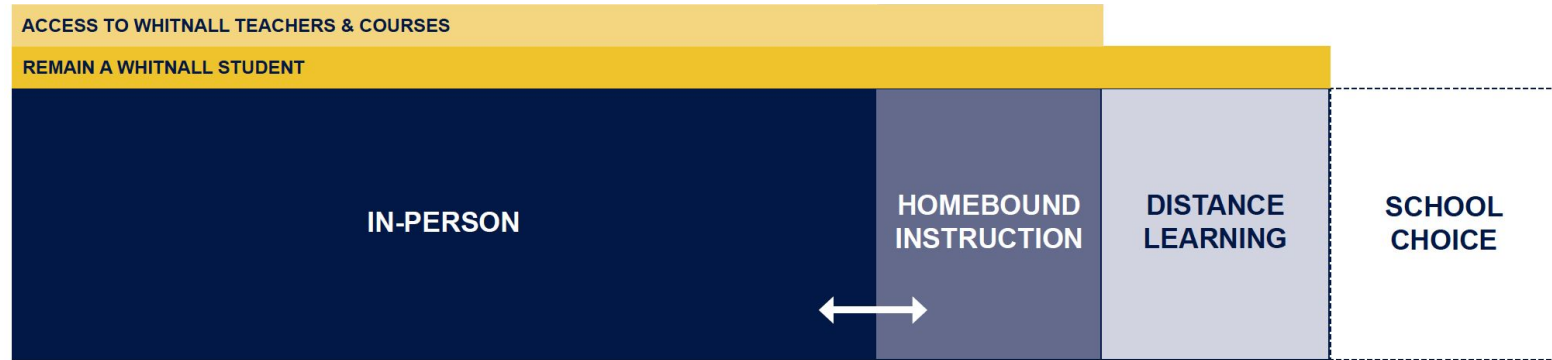 ACCESS TO WHITNALL TEACHERS & COURSES
REMAIN A WHITNALL STUDENT
IN-PERSON
HOMEBOUND
INSTRUCTION
DISTANCE
LEARNING
SCHOOL
CHOICE